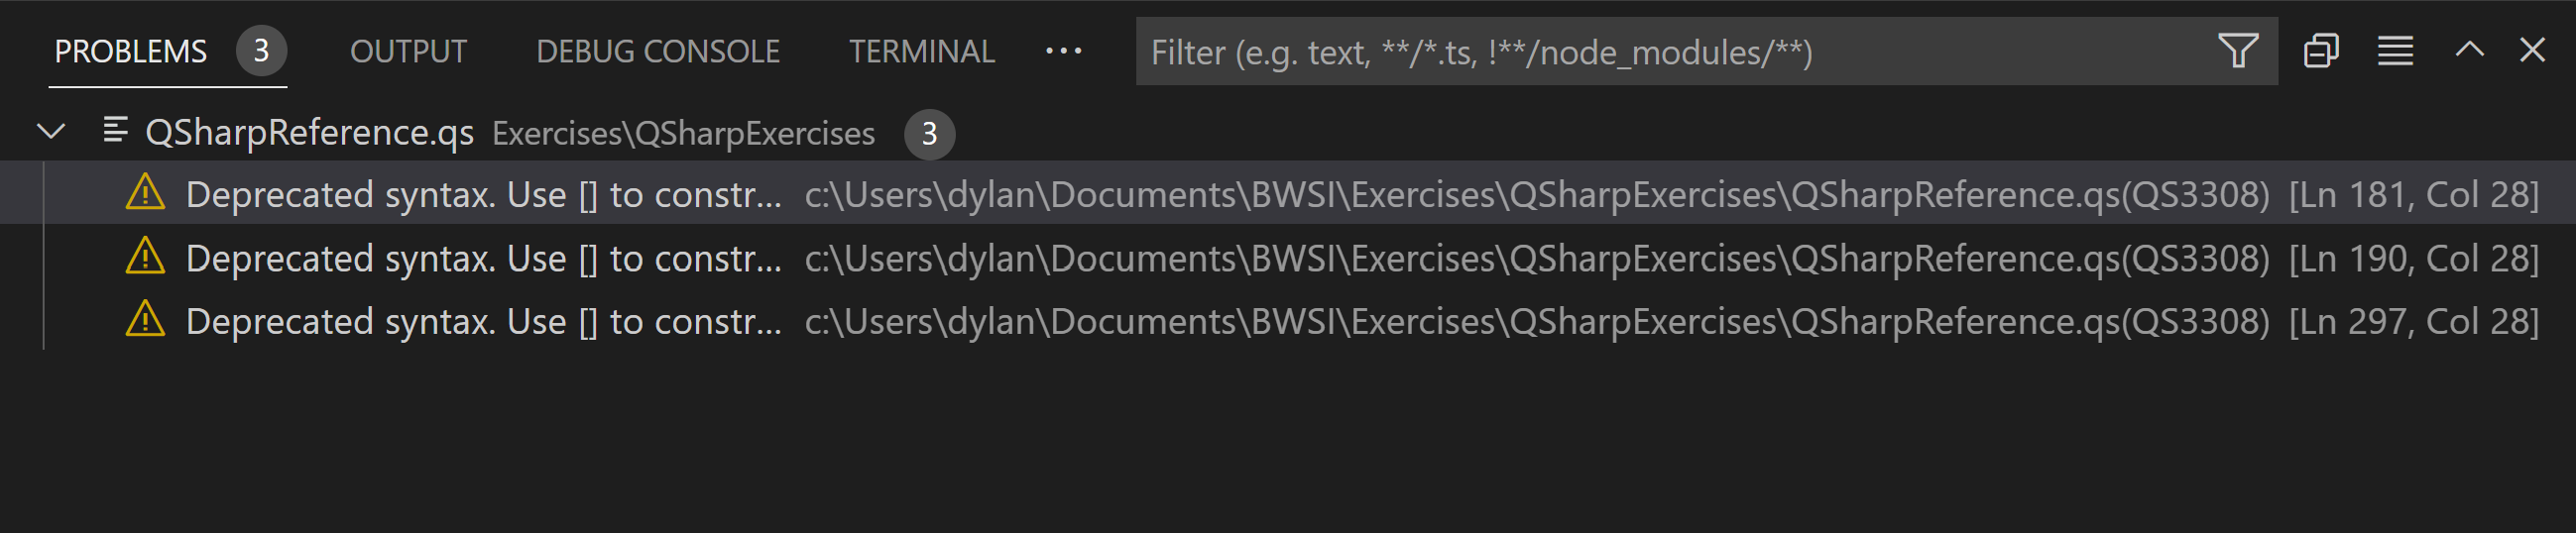 PROBLEMS 3 OUTPUT DEBUG CONSOLE TERMINAL ··· Filter (e.g. text, **/*.ts, !**/node_modules/**)
QSharpReference.qs Exercises\QSharpExercises 3
Deprecated syntax. Use [] to constr... c:\Users\dylan\Documents\BWSI\Exercises\QSharpExercises\QSharpReference.qs(QS3308) [Ln 181, Col 28]
Deprecated syntax. Use [] to constr... c:\Users\dylan\Documents\BWSI\Exercises\QSharpExercises\QSharpReference.qs(QS3308) [Ln 190, Col 28]
Deprecated syntax. Use [] to constr... c:\Users\dylan\Documents\BWSI\Exercises\QSharpExercises\QSharpReference.qs(QS3308) [Ln 297, Col 28]